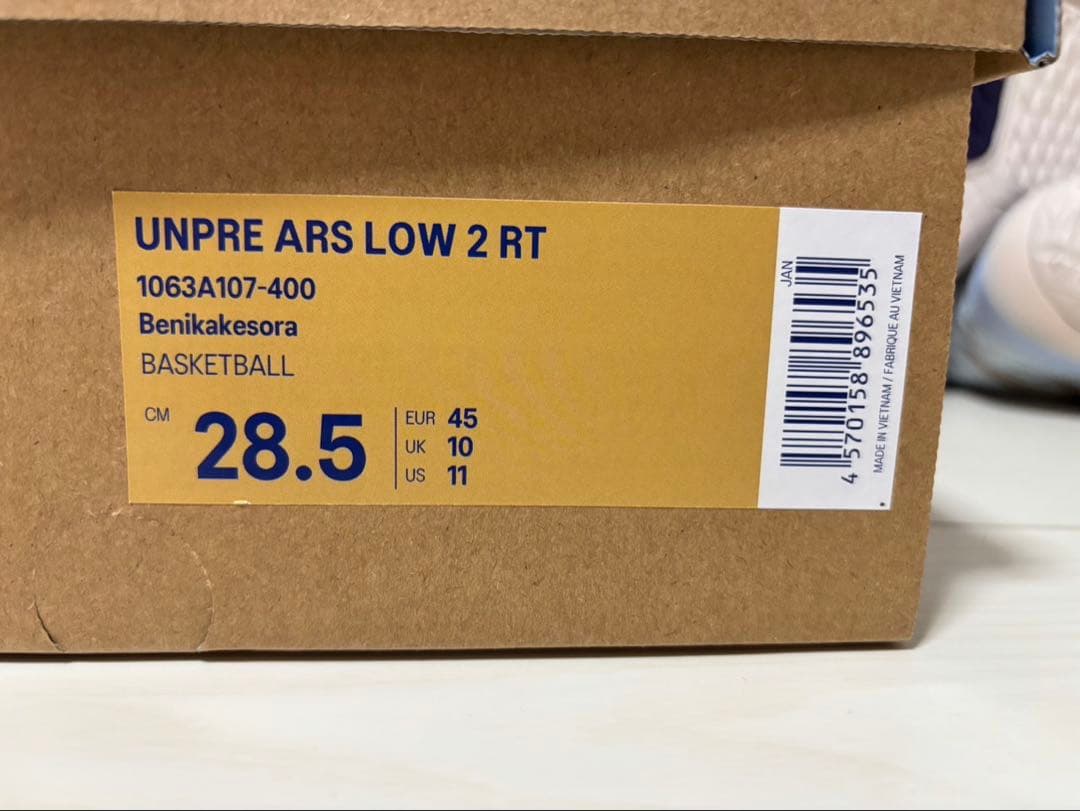 UNPRE ARS LOW 2 RT
1063A107-400
Benikakesora
BASKETBALL
CM 28.5
EUR 45
UK 10
US 11
JAN
4 570158 896535
MADE IN VIETNAM / FABRIQUE AU VIETNAM